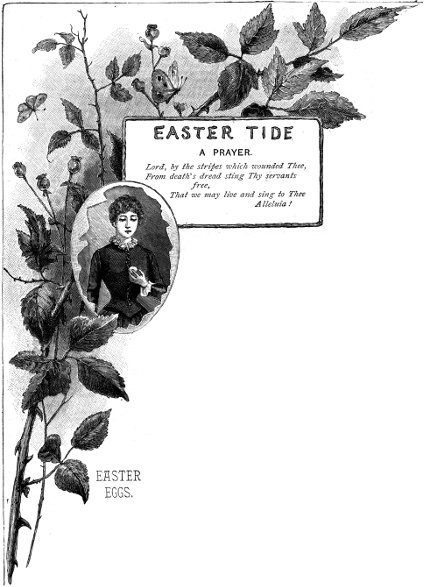 EASTER TIDE
A PRAYER.
Lord, by the stripes which wounded Thee,
From death's dread sting Thy servants
free,
That we may live and sing to Thee
Alleluia!
EASTER
EGGS.